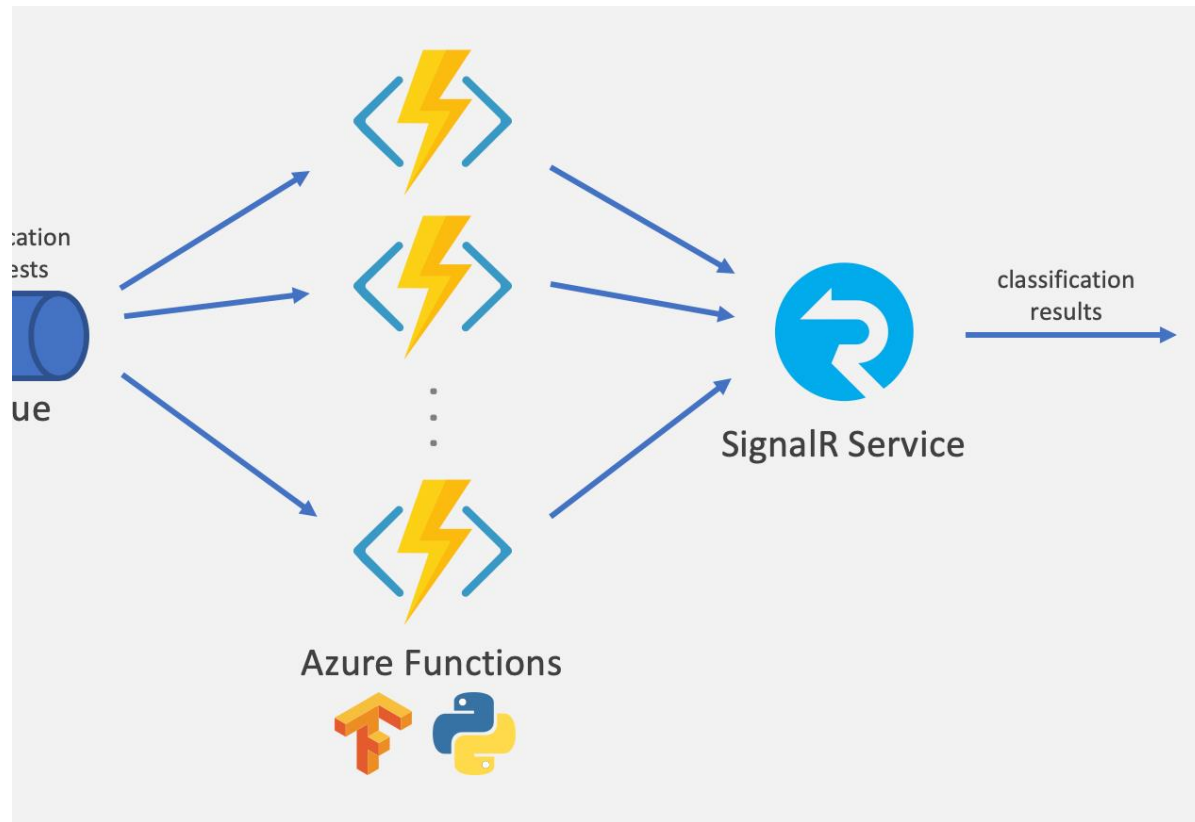 cation
ests
ue
classification
results
SignalR Service
Azure Functions